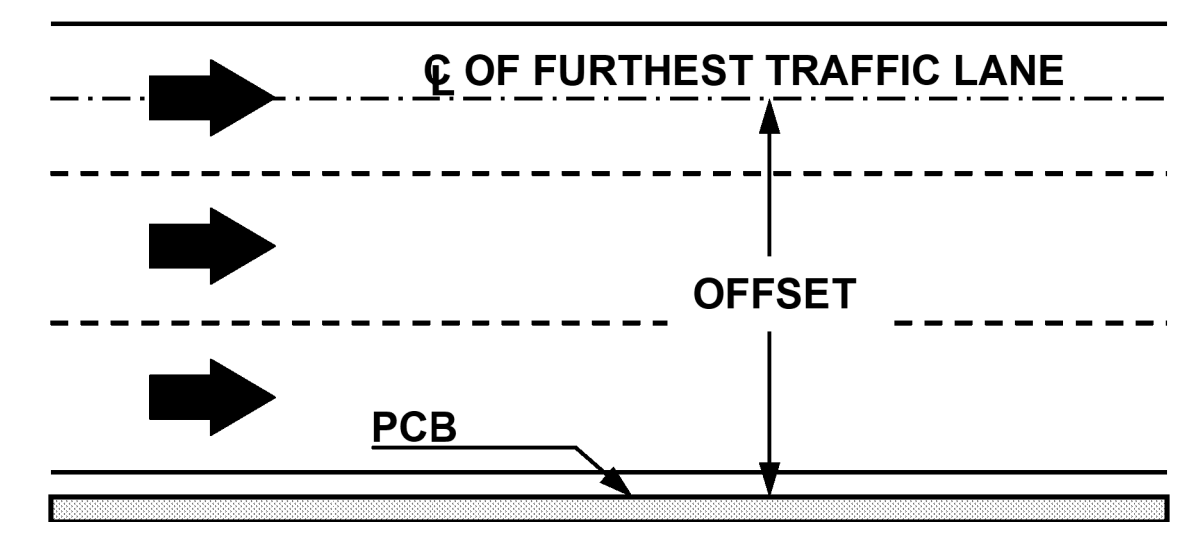 ℄ OF FURTHEST TRAFFIC LANE
OFFSET
PCB